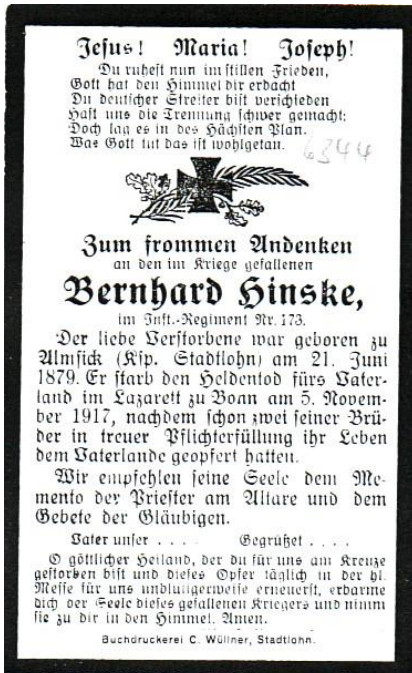 Jesus! Maria! Joseph!
Du ruhest nun im stillen Frieden,
Gott hat den Himmel dir erdacht
Du deutscher Streiter bist verschieden
Hast uns die Trennung schwer gemacht:
Doch lag es in des Höchsten Plan.
Was Gott tut das ist wohlgetan.
6344
Zum frommen Andenken
an den im Kriege gefallenen
Bernhard Hinske,
im Inft.-Regiment Nr. 173.
Der liebe Verstorbene war geboren zu
Almsick (Ksp. Stadtlohn) am 21. Juni
1879. Er starb den Heldentod fürs Vater-
land im Lazarett zu Bonn am 5. Novem-
ber 1917, nachdem schon zwei seiner Brü-
der in treuer Pflichterfüllung ihr Leben
dem Vaterlande geopfert hatten.
Wir empfehlen seine Seele dem Me-
mento der Priester am Altare und dem
Gebete der Gläubigen.
Vater unser . . . . Gegrüßet . . . .
O göttlicher Heiland, der du für uns am Kreuze
gestorben bist und dieses Opfer täglich in der hl.
Messe für uns unblutigerweise erneuerst, erbarme
dich der Seele dieses gefallenen Kriegers und nimm
sie zu dir in den Himmel. Amen.
Buchdruckerei C. Wüllner, Stadtlohn.